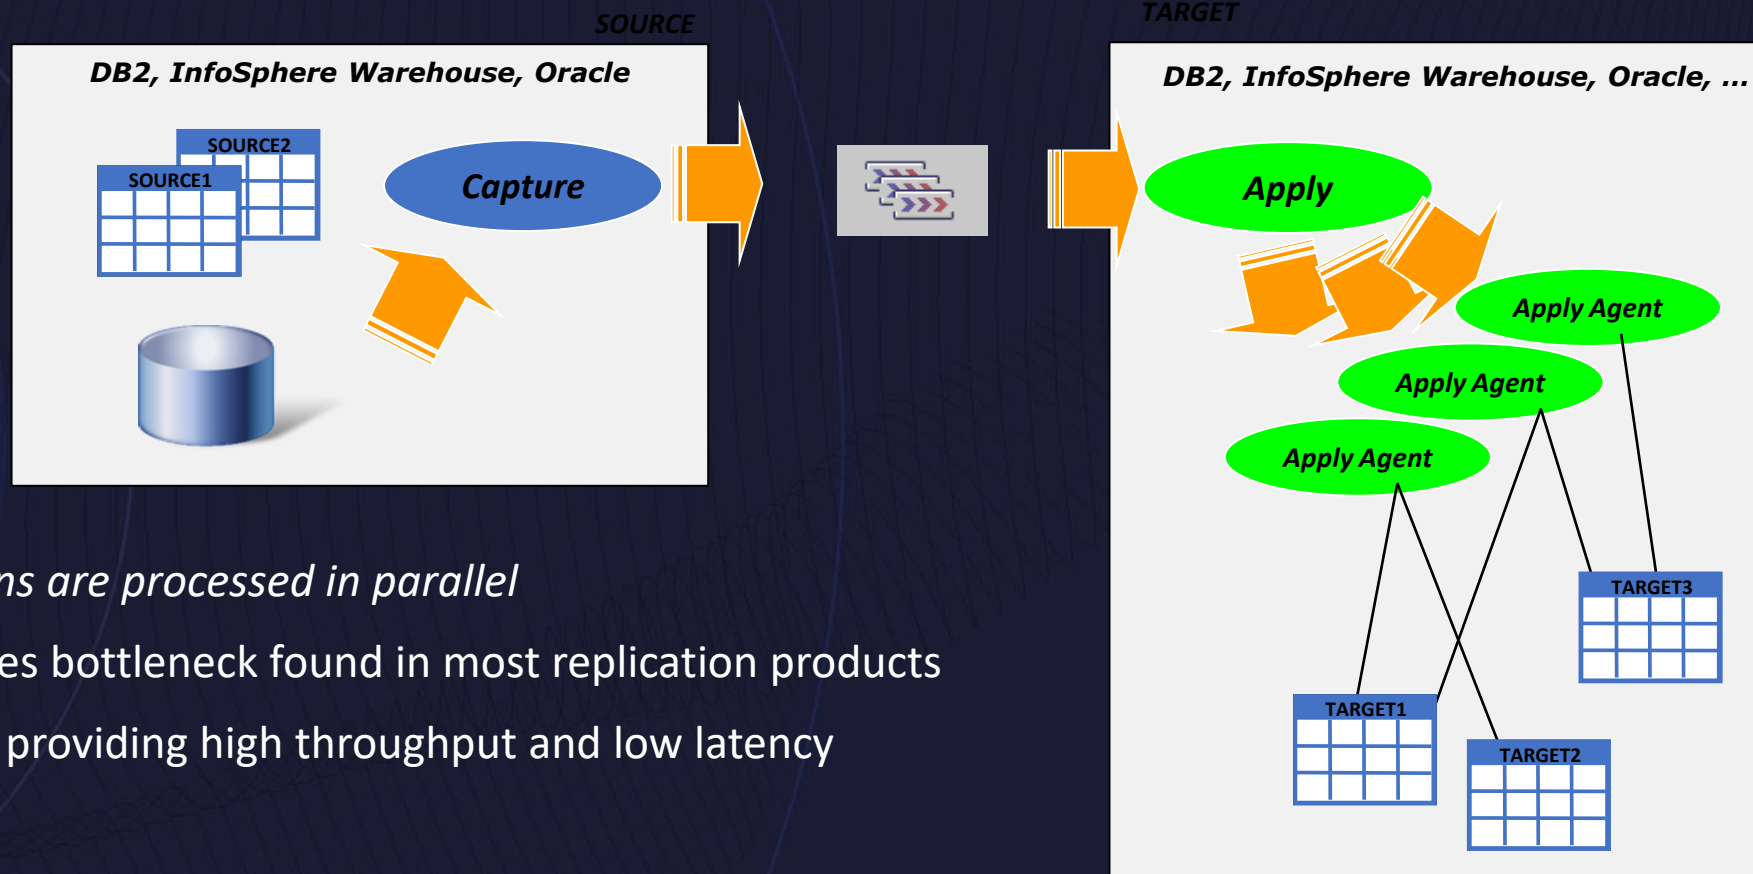 SOURCE
TARGET
DB2, InfoSphere Warehouse, Oracle
DB2, InfoSphere Warehouse, Oracle, …
SOURCE2
SOURCE1
Capture
Apply
Apply Agent
Apply Agent
Apply Agent
ns are processed in parallel
es bottleneck found in most replication products
providing high throughput and low latency
TARGET3
TARGET1
TARGET2